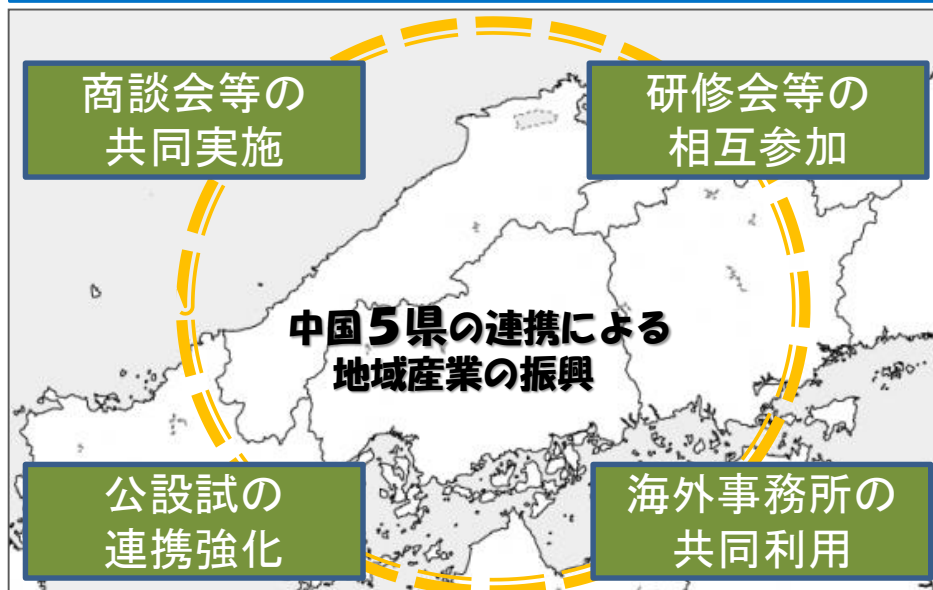 商談会等の
共同実施
研修会等の
相互参加
中国5県の連携による
地域産業の振興
公設試の
連携強化
海外事務所の
共同利用